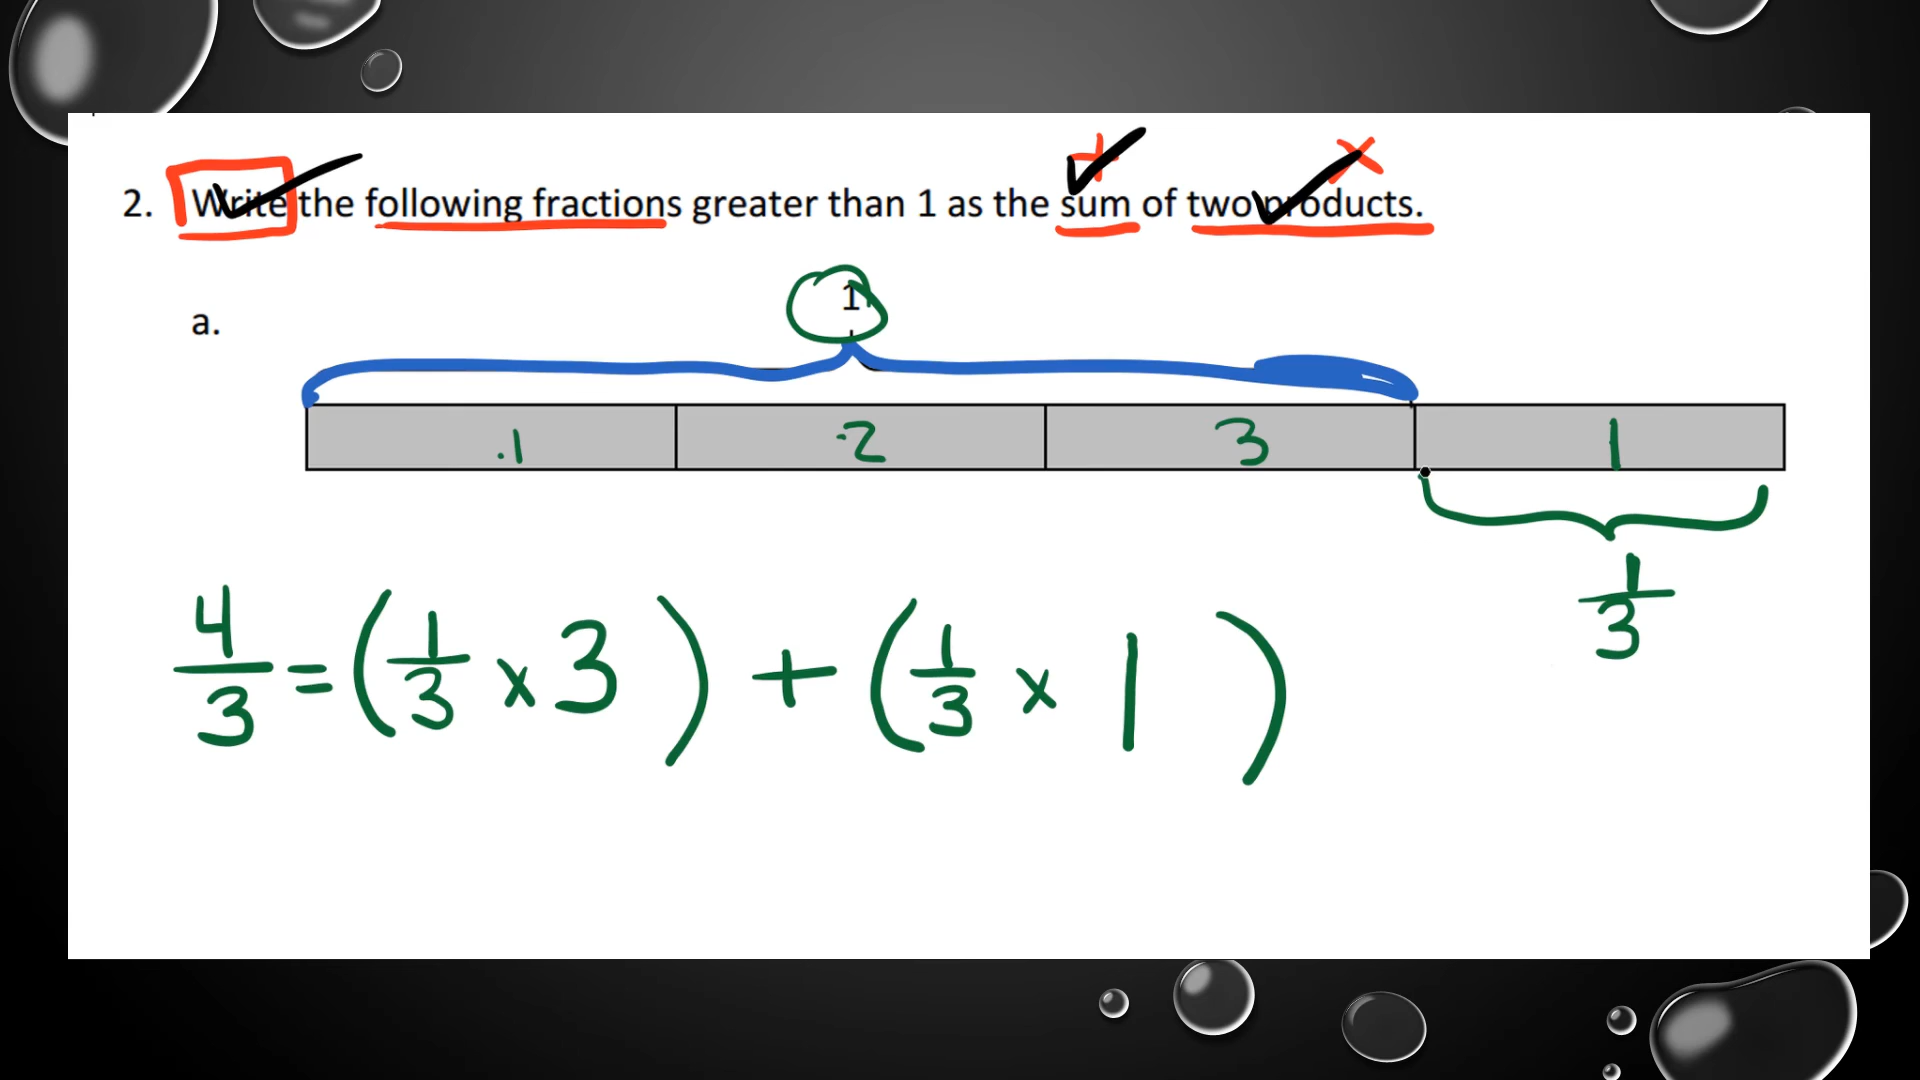 + ×
2. Write the following fractions greater than 1 as the sum of two products.
1
a.
.1 2 3 1
1/3
4/3 = (1/3 x 3) + (1/3 x 1)